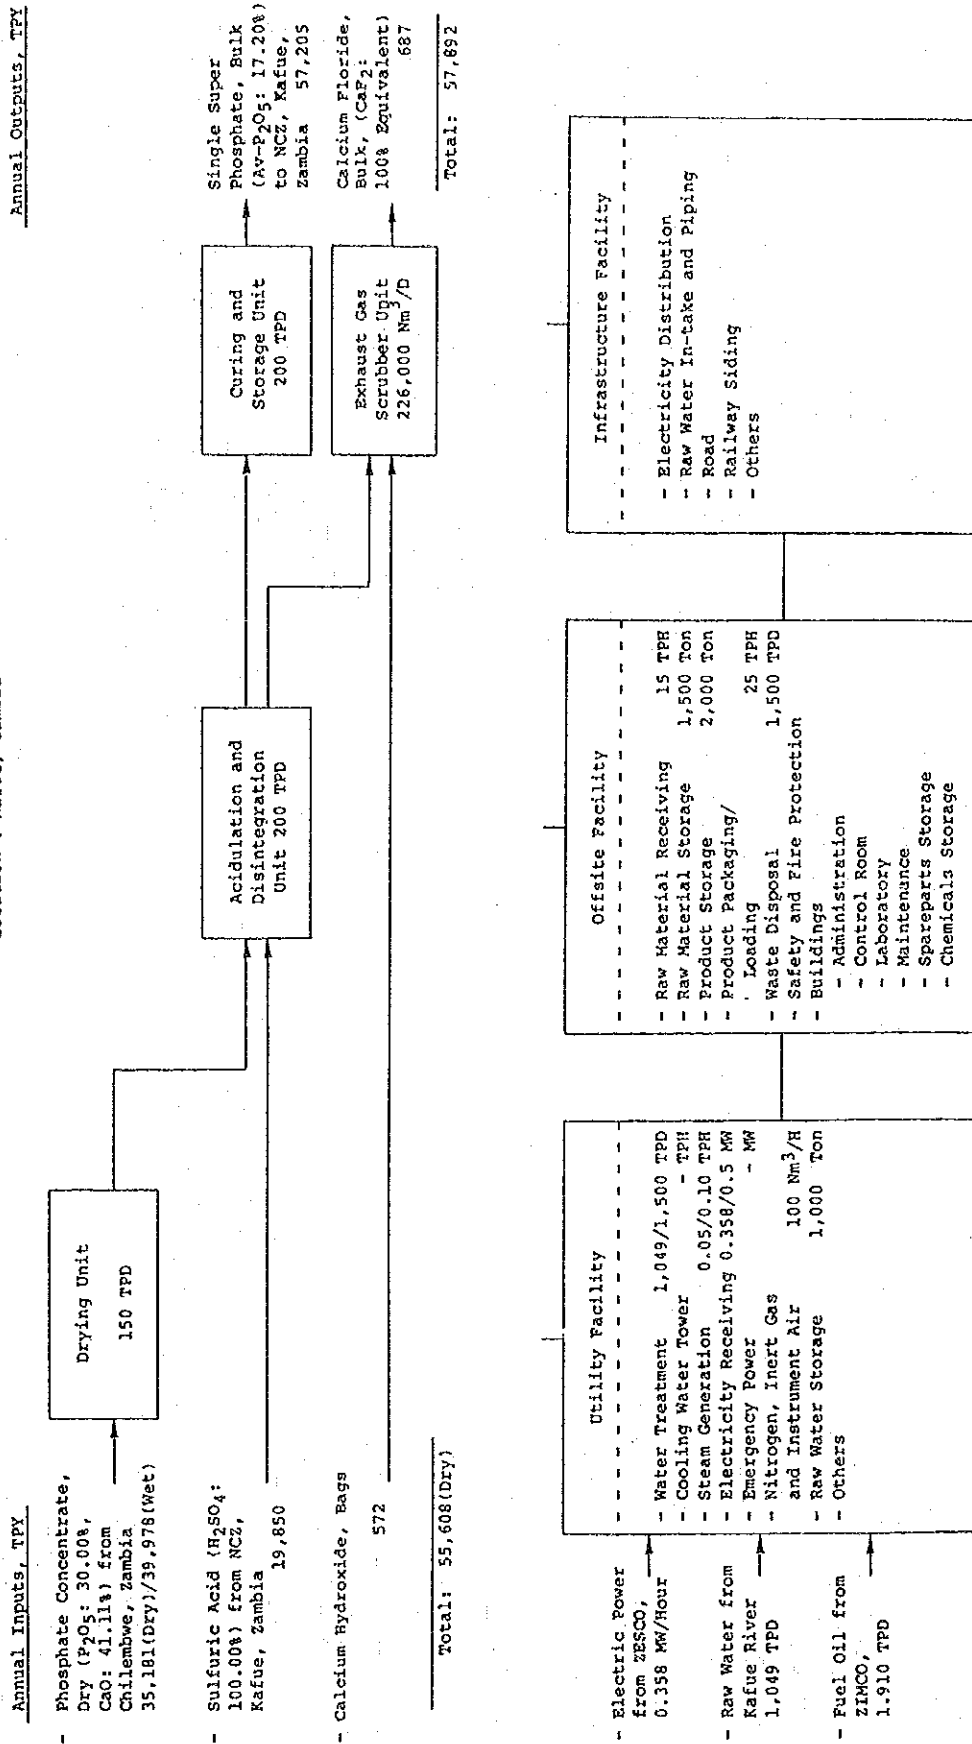 Annual Inputs, TPY
- Phosphate Concentrate,
Dry (P2O5: 30.00%,
CaO: 41.11%) from
Chilembwe, Zambia
35,181(Dry)/39,978(Wet)
- Sulfuric Acid (H2SO4:
100.00%) from NCZ,
Kafue, Zambia
19,850
- Calcium Hydroxide, Bags
572
Total: 55,608(Dry)
Drying Unit
150 TPD
Acidulation and
Disintegration
Unit 200 TPD
Curing and
Storage Unit
200 TPD
Exhaust Gas
Scrubber Unit
226,000 Nm3/D
Annual Outputs, TPY
Single Super
Phosphate, Bulk
(Av-P2O5: 17.20%)
to NCZ, Kafue,
Zambia 57,205
Calcium Floride,
Bulk, (CaF2:
100% Equivalent)
687
Total: 57,892
- Electric Power
from ZESCO,
0.358 MW/Hour
- Raw Water from
Kafue River
1,049 TPD
- Fuel Oil from
ZIMCO,
1.910 TPD
Utility Facility
- Water Treatment 1,049/1,500 TPD
- Cooling Water Tower - TPH
- Steam Generation 0.05/0.10 TPH
- Electricity Receiving 0.358/0.5 MW
- Emergency Power - MW
- Nitrogen, Inert Gas
and Instrument Air 100 Nm3/H
- Raw Water Storage 1,000 Ton
- Others
Offsite Facility
- Raw Material Receiving 15 TPH
- Raw Material Storage 1,500 Ton
- Product Storage 2,000 Ton
- Product Packaging/
Loading 25 TPH
- Waste Disposal 1,500 TPD
- Safety and Fire Protection
- Buildings
- Administration
- Control Room
- Laboratory
- Maintenance
- Spareparts Storage
- Chemicals Storage
Infrastructure Facility
- Electricity Distribution
- Raw Water In-take and Piping
- Road
- Railway Siding
- Others